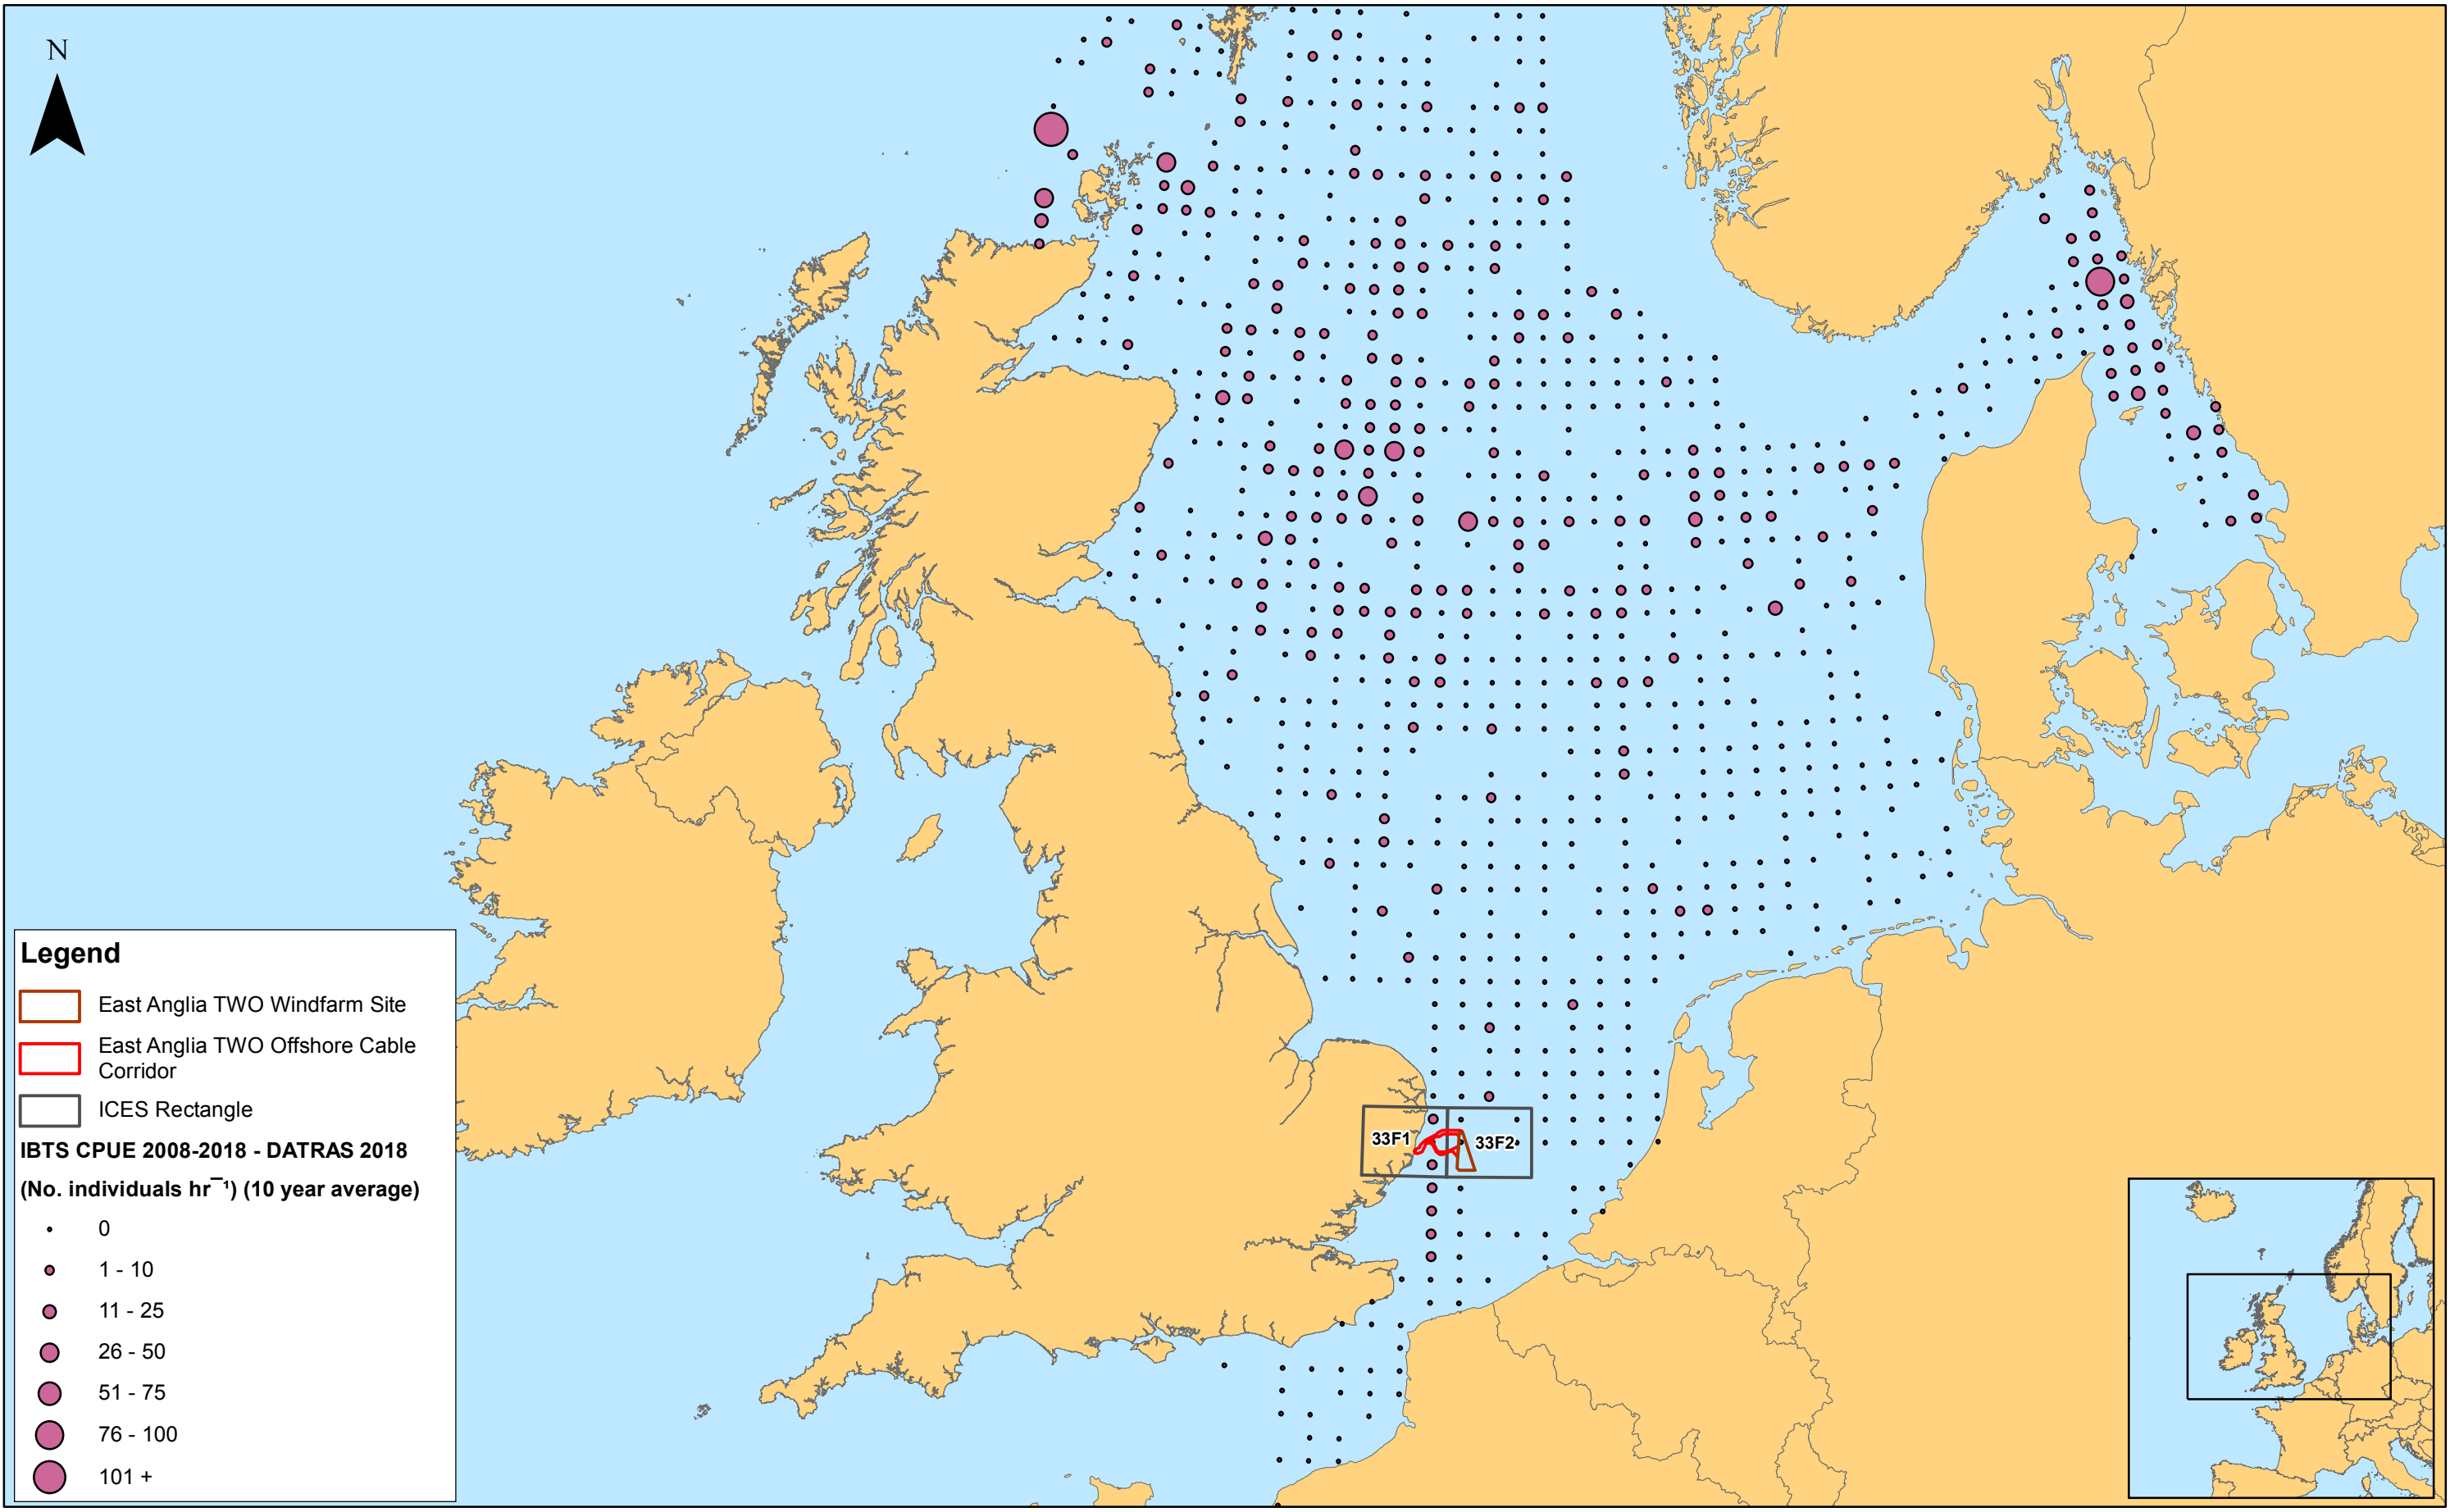 N
33F1
33F2
Legend
East Anglia TWO Windfarm Site
East Anglia TWO Offshore Cable
Corridor
ICES Rectangle
IBTS CPUE 2008-2018 - DATRAS 2018
(No. individuals hr¯¹) (10 year average)
0
1 - 10
11 - 25
26 - 50
51 - 75
76 - 100
101 +